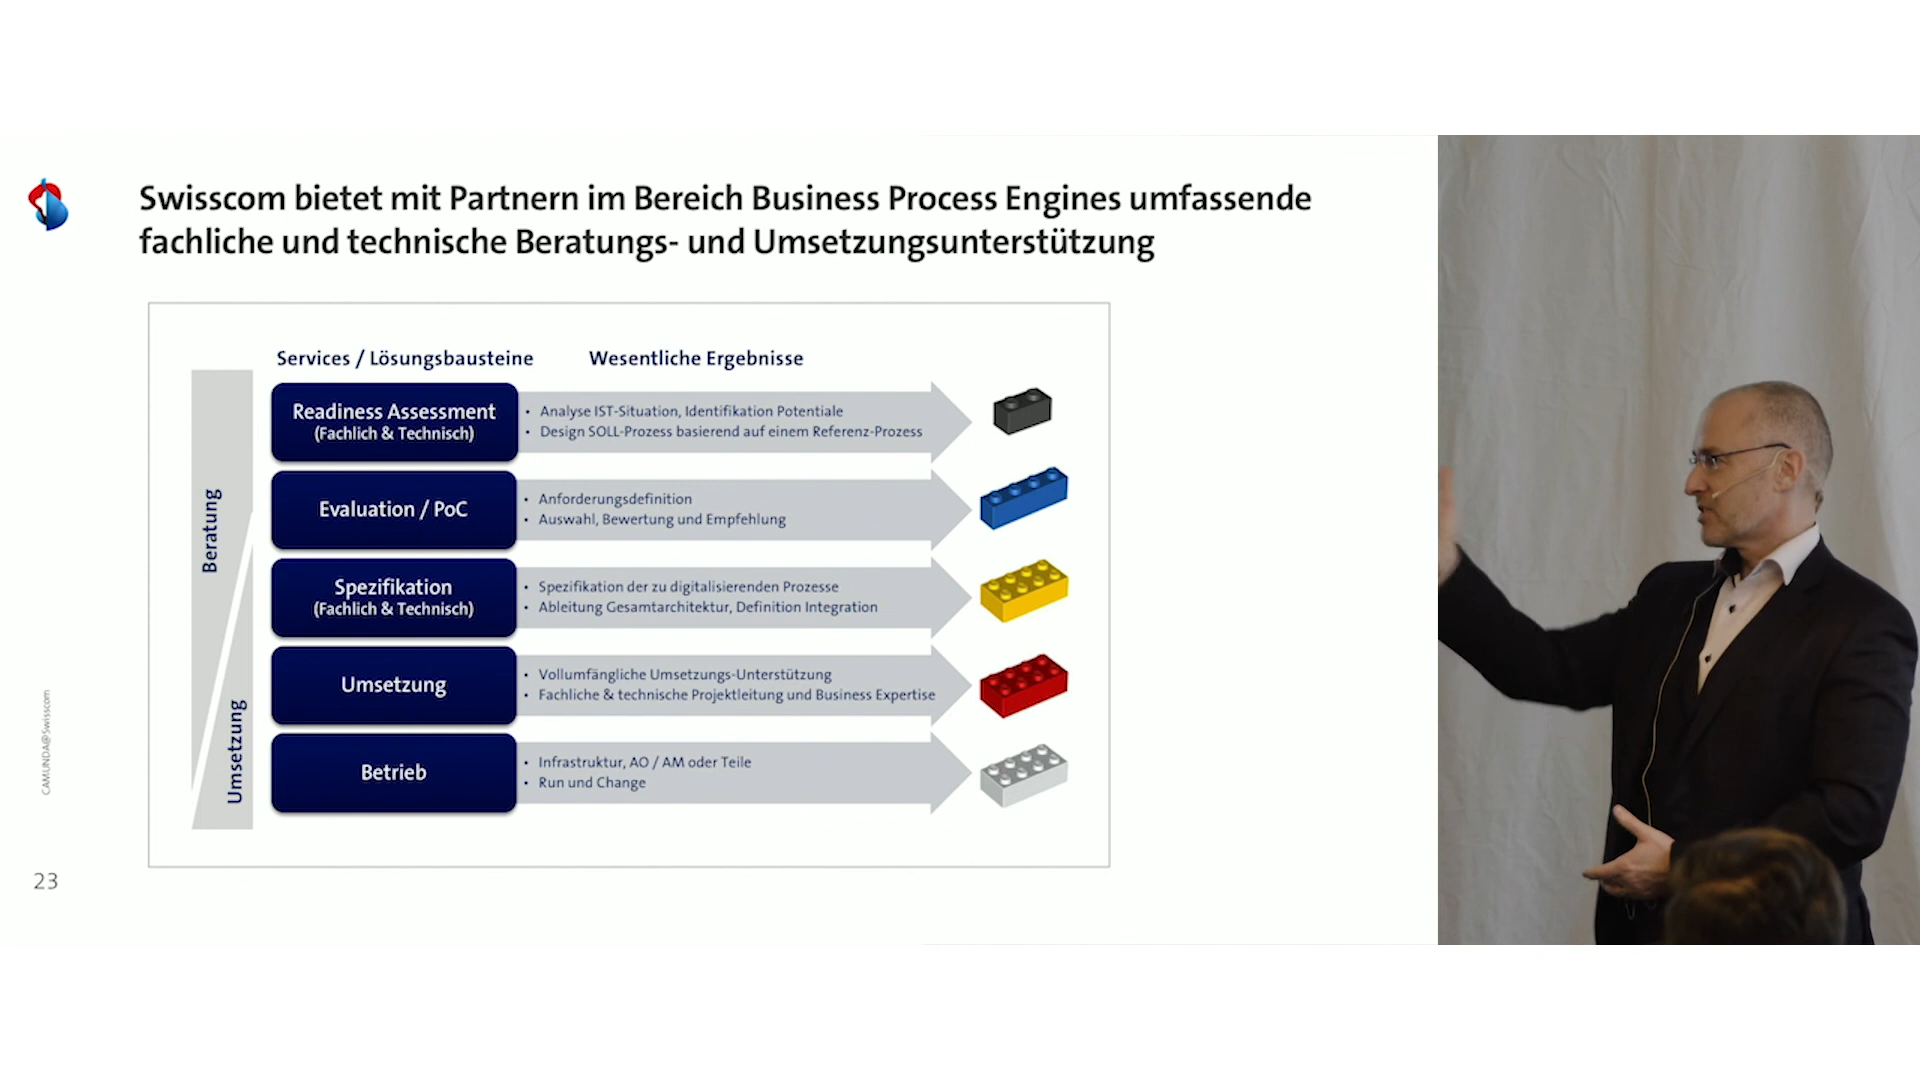 Swisscom bietet mit Partnern im Bereich Business Process Engines umfassende
fachliche und technische Beratungs- und Umsetzungsunterstützung
Services / Lösungsbausteine
Wesentliche Ergebnisse
Beratung
Umsetzung
Readiness Assessment
(Fachlich & Technisch)
• Analyse IST-Situation, Identifikation Potentiale
• Design SOLL-Prozess basierend auf einem Referenz-Prozess
Evaluation / PoC
• Anforderungsdefinition
• Auswahl, Bewertung und Empfehlung
Spezifikation
(Fachlich & Technisch)
• Spezifikation der zu digitalisierenden Prozesse
• Ableitung Gesamtarchitektur, Definition Integration
Umsetzung
• Vollumfängliche Umsetzungs-Unterstützung
• Fachliche & technische Projektleitung und Business Expertise
Betrieb
• Infrastruktur, AO / AM oder Teile
• Run und Change
CAMUNDA@Swisscom
23